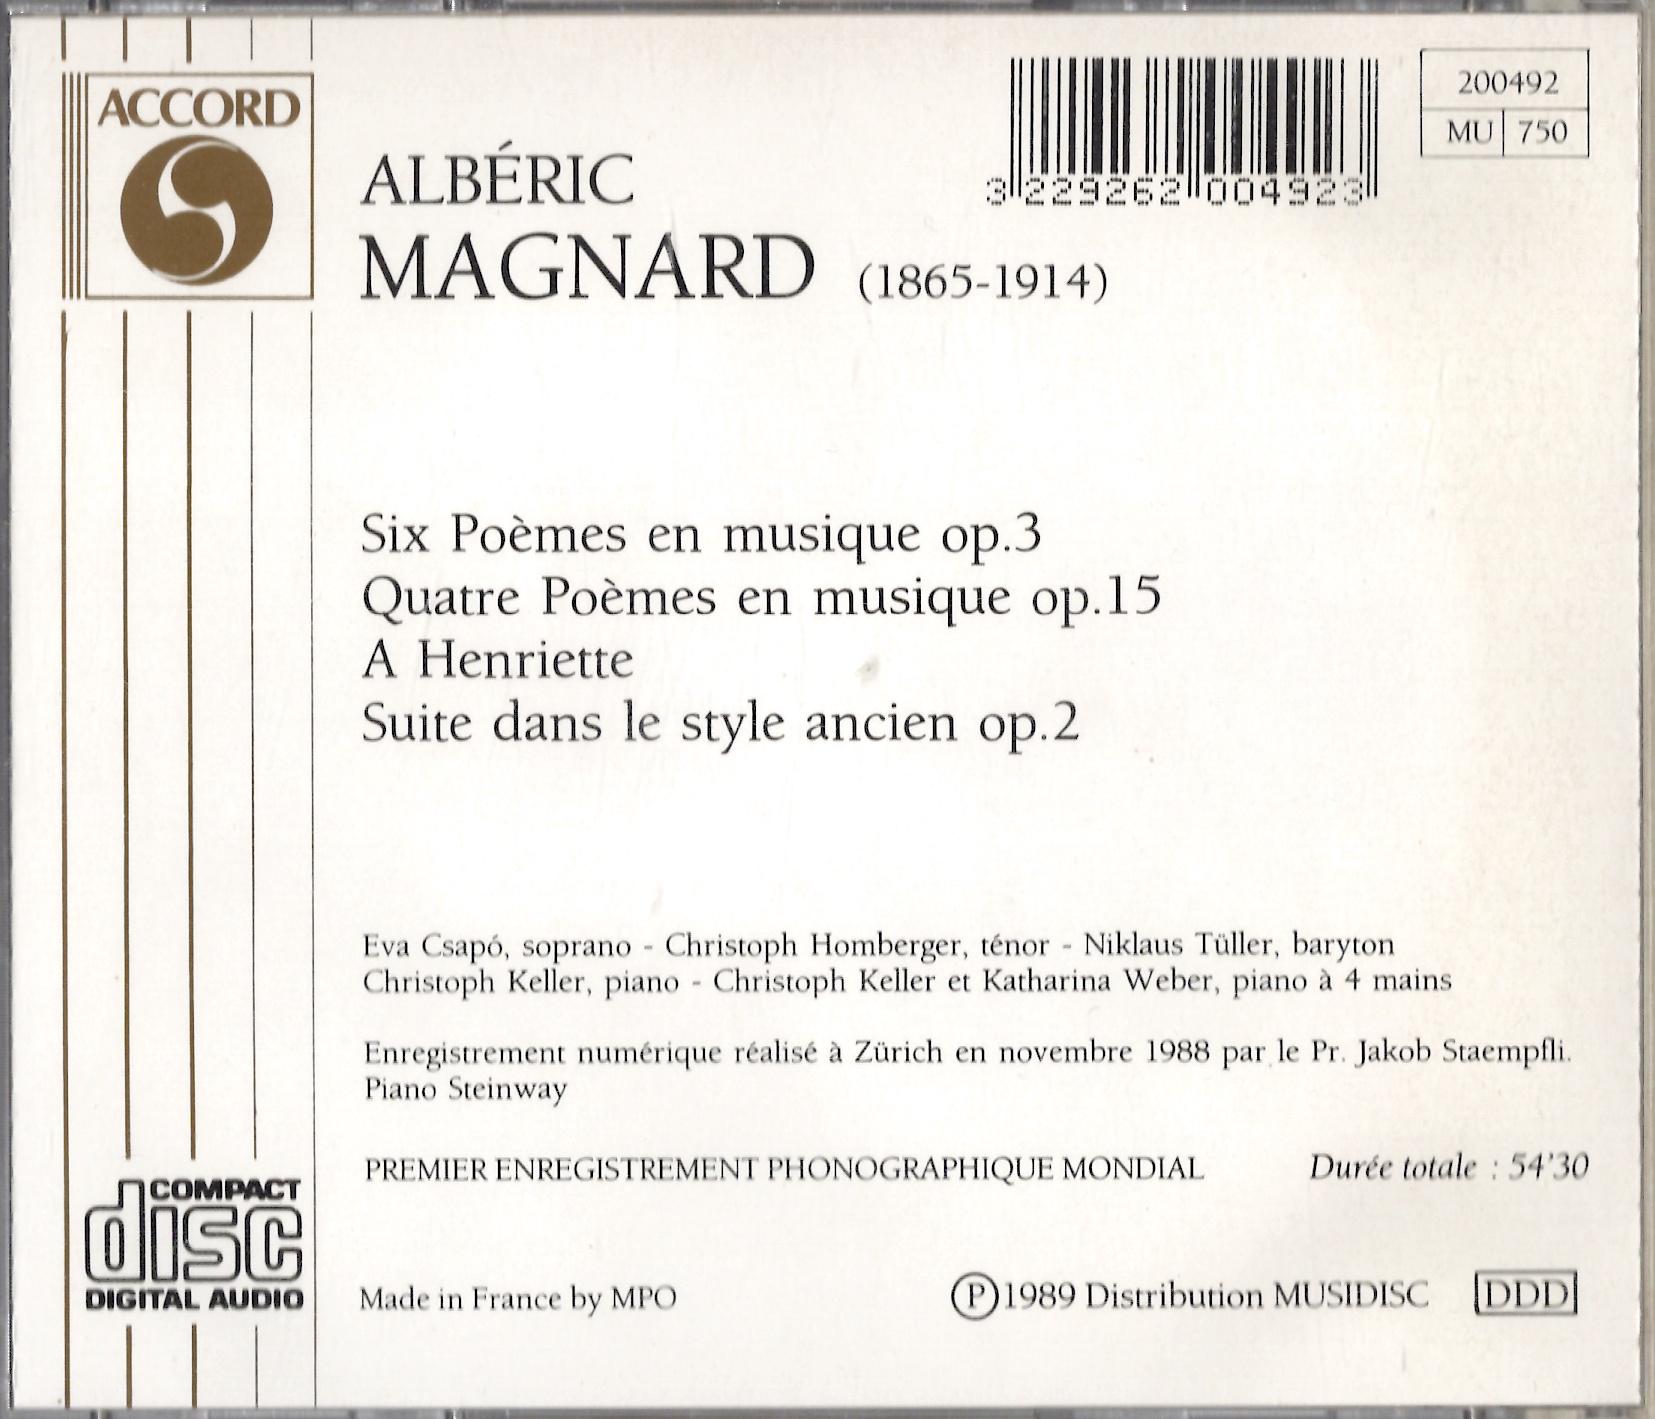 ACCORD
200492
MU 750
3 229262 004923
ALBÉRIC
MAGNARD (1865-1914)
Six Poèmes en musique op.3
Quatre Poèmes en musique op.15
A Henriette
Suite dans le style ancien op.2
Eva Csapó, soprano - Christoph Homberger, ténor - Niklaus Tüller, baryton
Christoph Keller, piano - Christoph Keller et Katharina Weber, piano à 4 mains
Enregistrement numérique réalisé à Zürich en novembre 1988 par le Pr. Jakob Staempfli.
Piano Steinway
PREMIER ENREGISTREMENT PHONOGRAPHIQUE MONDIAL Durée totale : 54'30
COMPACT
disc
DIGITAL AUDIO
Made in France by MPO Ⓟ1989 Distribution MUSIDISC DDD